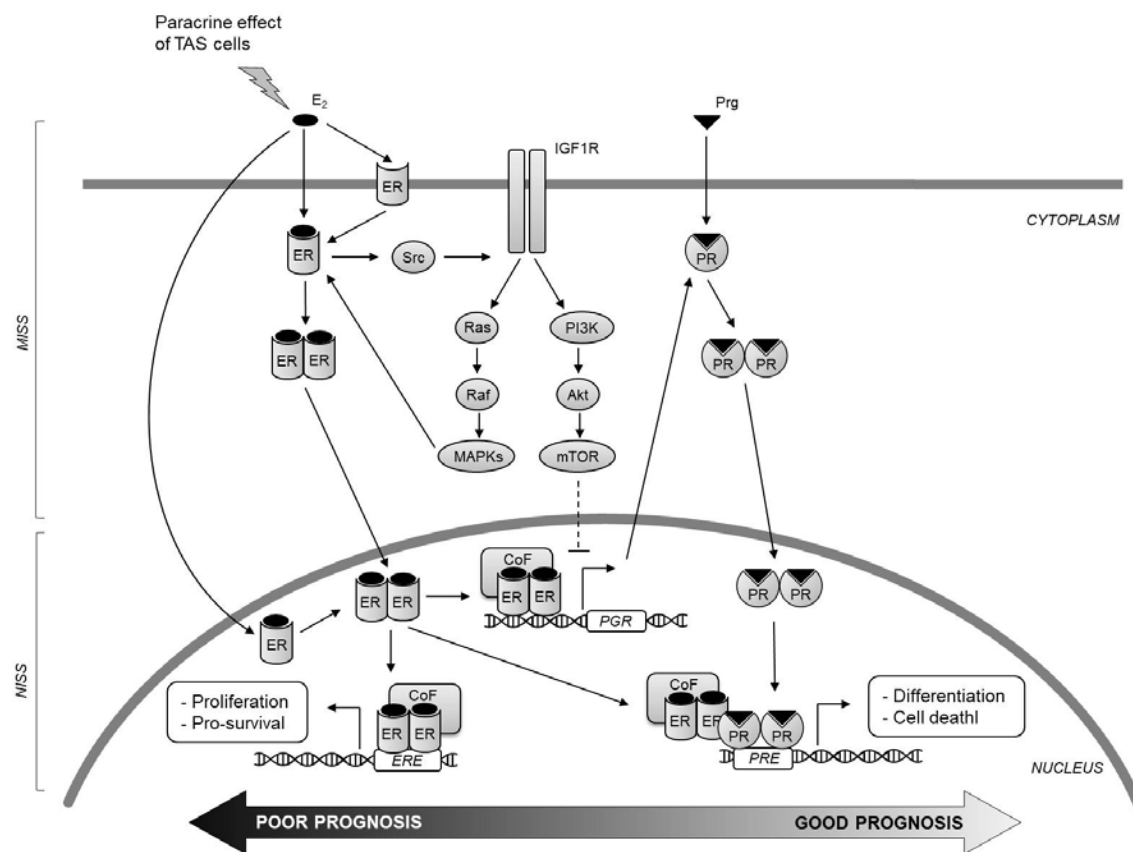 Paracrine effect
of TAS cells
E2
Prg
IGF1R
ER
CYTOPLASM
ER
Src
PR
MISS
Ras
PI3K
ER ER
PR PR
Raf
Akt
MAPKs
mTOR
CoF
ER ER
ER ER
PGR
PR PR
ER
NISS
CoF
CoF
- Proliferation
- Pro-survival
- Differentiation
- Cell deathl
ER ER
ER ER
PR PR
ERE
PRE
NUCLEUS
POOR PROGNOSIS
GOOD PROGNOSIS